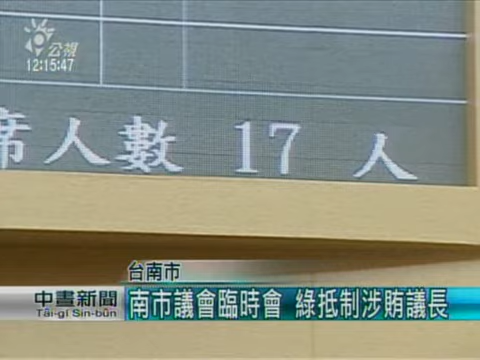 公視
12:15:47
席人數 17 人
台南市
中晝新聞
Tâi-gí Sin-bûn
南市議會臨時會 綠抵制涉賄議長